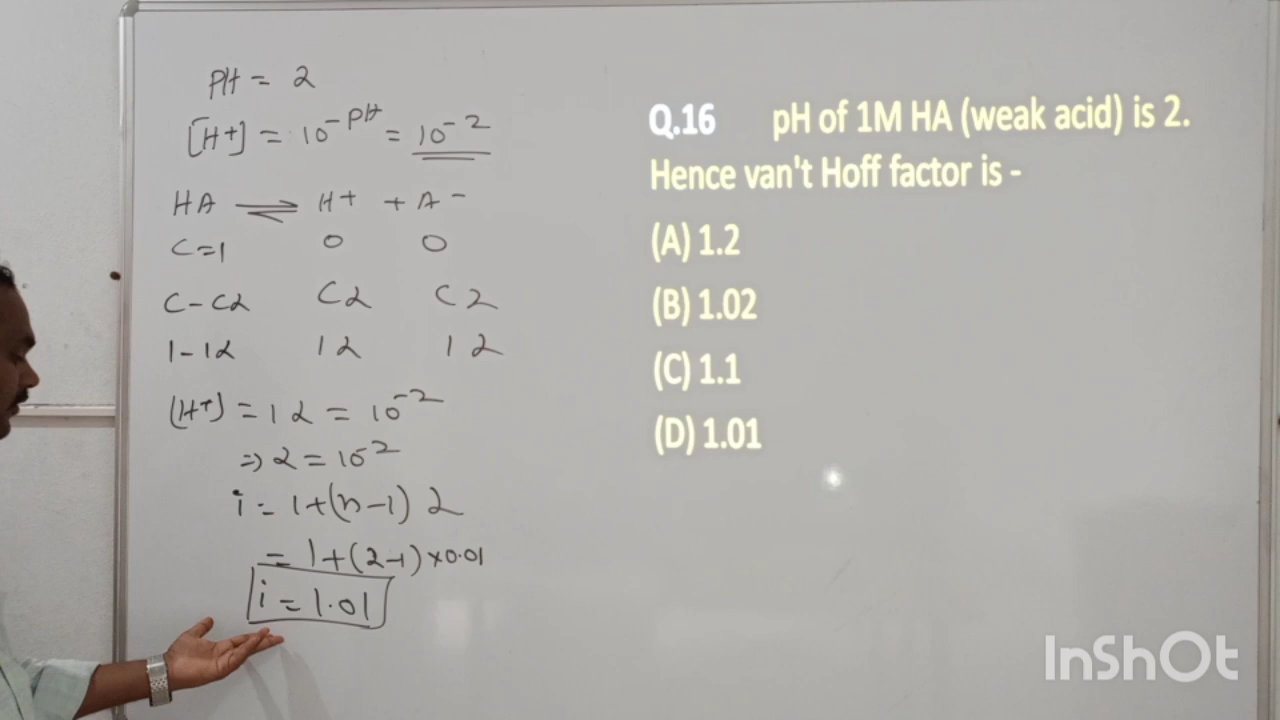 PH = 2
[H+] = 10-PH = 10-2
HA ⇌ H+ + A-
C=1 0 0
C-Cα Cα Cα
1-1α 1α 1α
[H+] = 1α = 10-2
⇒ α = 10-2
i = 1+(n-1) α
= 1+(2-1)×0.01
i = 1.01
Q.16 pH of 1M HA (weak acid) is 2.
Hence van't Hoff factor is -
(A) 1.2
(B) 1.02
(C) 1.1
(D) 1.01
InShOt